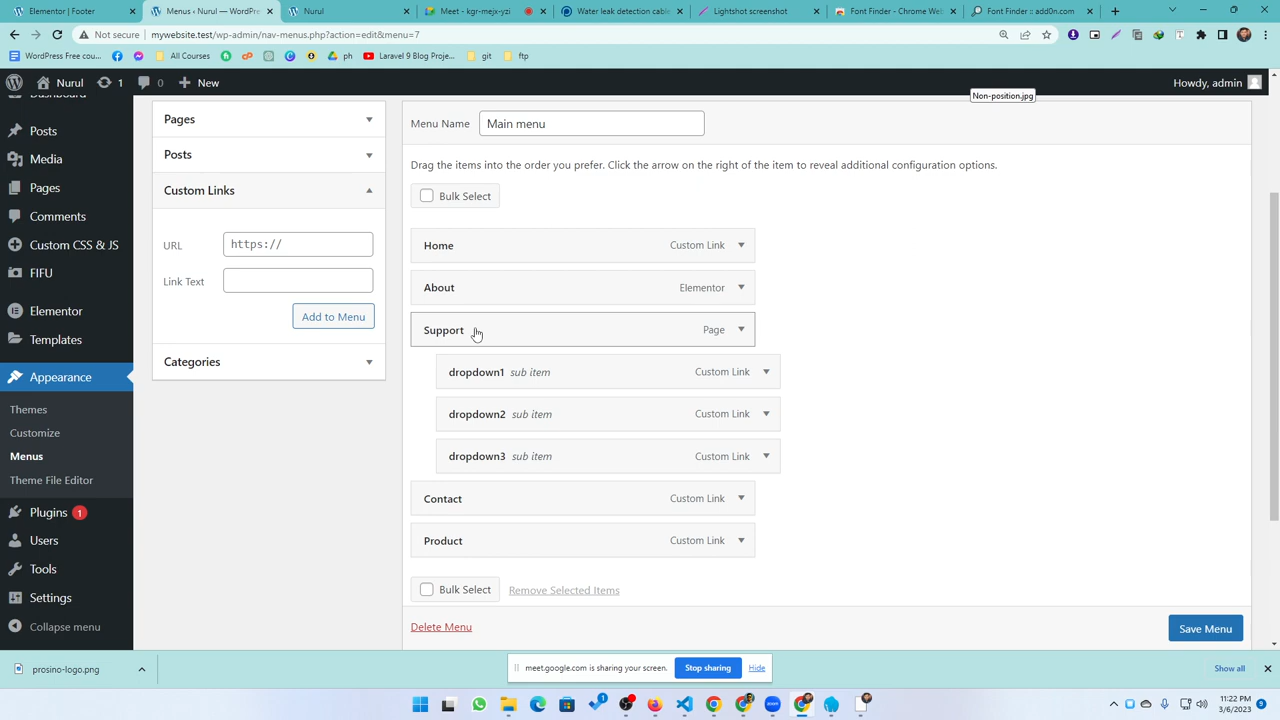 Elementor | Footer
Menus ‹ Nurul — WordPr
Nurul
Meet - kgr-mejx-yzi
Water leak detection cable
Lightshot screenshot
Font Finder - Chrome Web
Font Finder :: add0n.com
Not secure | mywebsite.test/wp-admin/nav-menus.php?action=edit&menu=7
WordPress Free cou...
All Courses
ph
Laravel 9 Blog Project...
git
ftp
Nurul
1
0
New
Howdy, admin
Non-position.jpg
Dashboard
Posts
Media
Pages
Comments
Custom CSS & JS
FIFU
Elementor
Templates
Appearance
Themes
Customize
Menus
Theme File Editor
Plugins 1
Users
Tools
Settings
Collapse menu
Pages
Posts
Custom Links
URL https://
Link Text
Add to Menu
Categories
Menu Name Main menu
Drag the items into the order you prefer. Click the arrow on the right of the item to reveal additional configuration options.
Bulk Select
Home Custom Link
About Elementor
Support Page
dropdown1 sub item Custom Link
dropdown2 sub item Custom Link
dropdown3 sub item Custom Link
Contact Custom Link
Product Custom Link
Bulk Select Remove Selected Items
Delete Menu Save Menu
prosino-logo.png
meet.google.com is sharing your screen. Stop sharing Hide
Show all
11:22 PM
3/6/2023